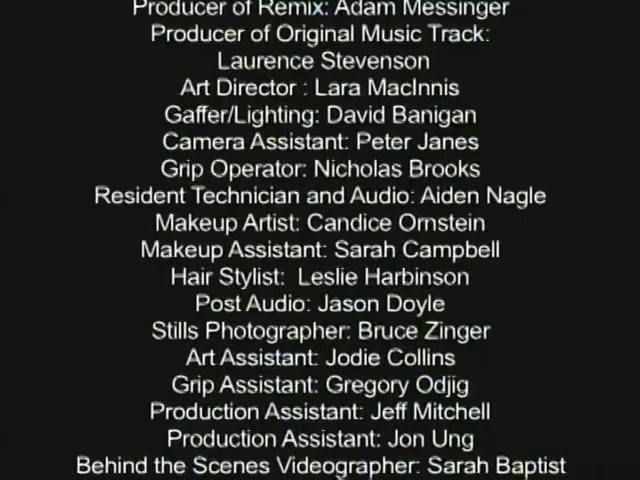 Producer of Remix: Adam Messinger
Producer of Original Music Track:
Laurence Stevenson
Art Director : Lara MacInnis
Gaffer/Lighting: David Banigan
Camera Assistant: Peter Janes
Grip Operator: Nicholas Brooks
Resident Technician and Audio: Aiden Nagle
Makeup Artist: Candice Ornstein
Makeup Assistant: Sarah Campbell
Hair Stylist:  Leslie Harbinson
Post Audio: Jason Doyle
Stills Photographer: Bruce Zinger
Art Assistant: Jodie Collins
Grip Assistant: Gregory Odjig
Production Assistant: Jeff Mitchell
Production Assistant: Jon Ung
Behind the Scenes Videographer: Sarah Baptist